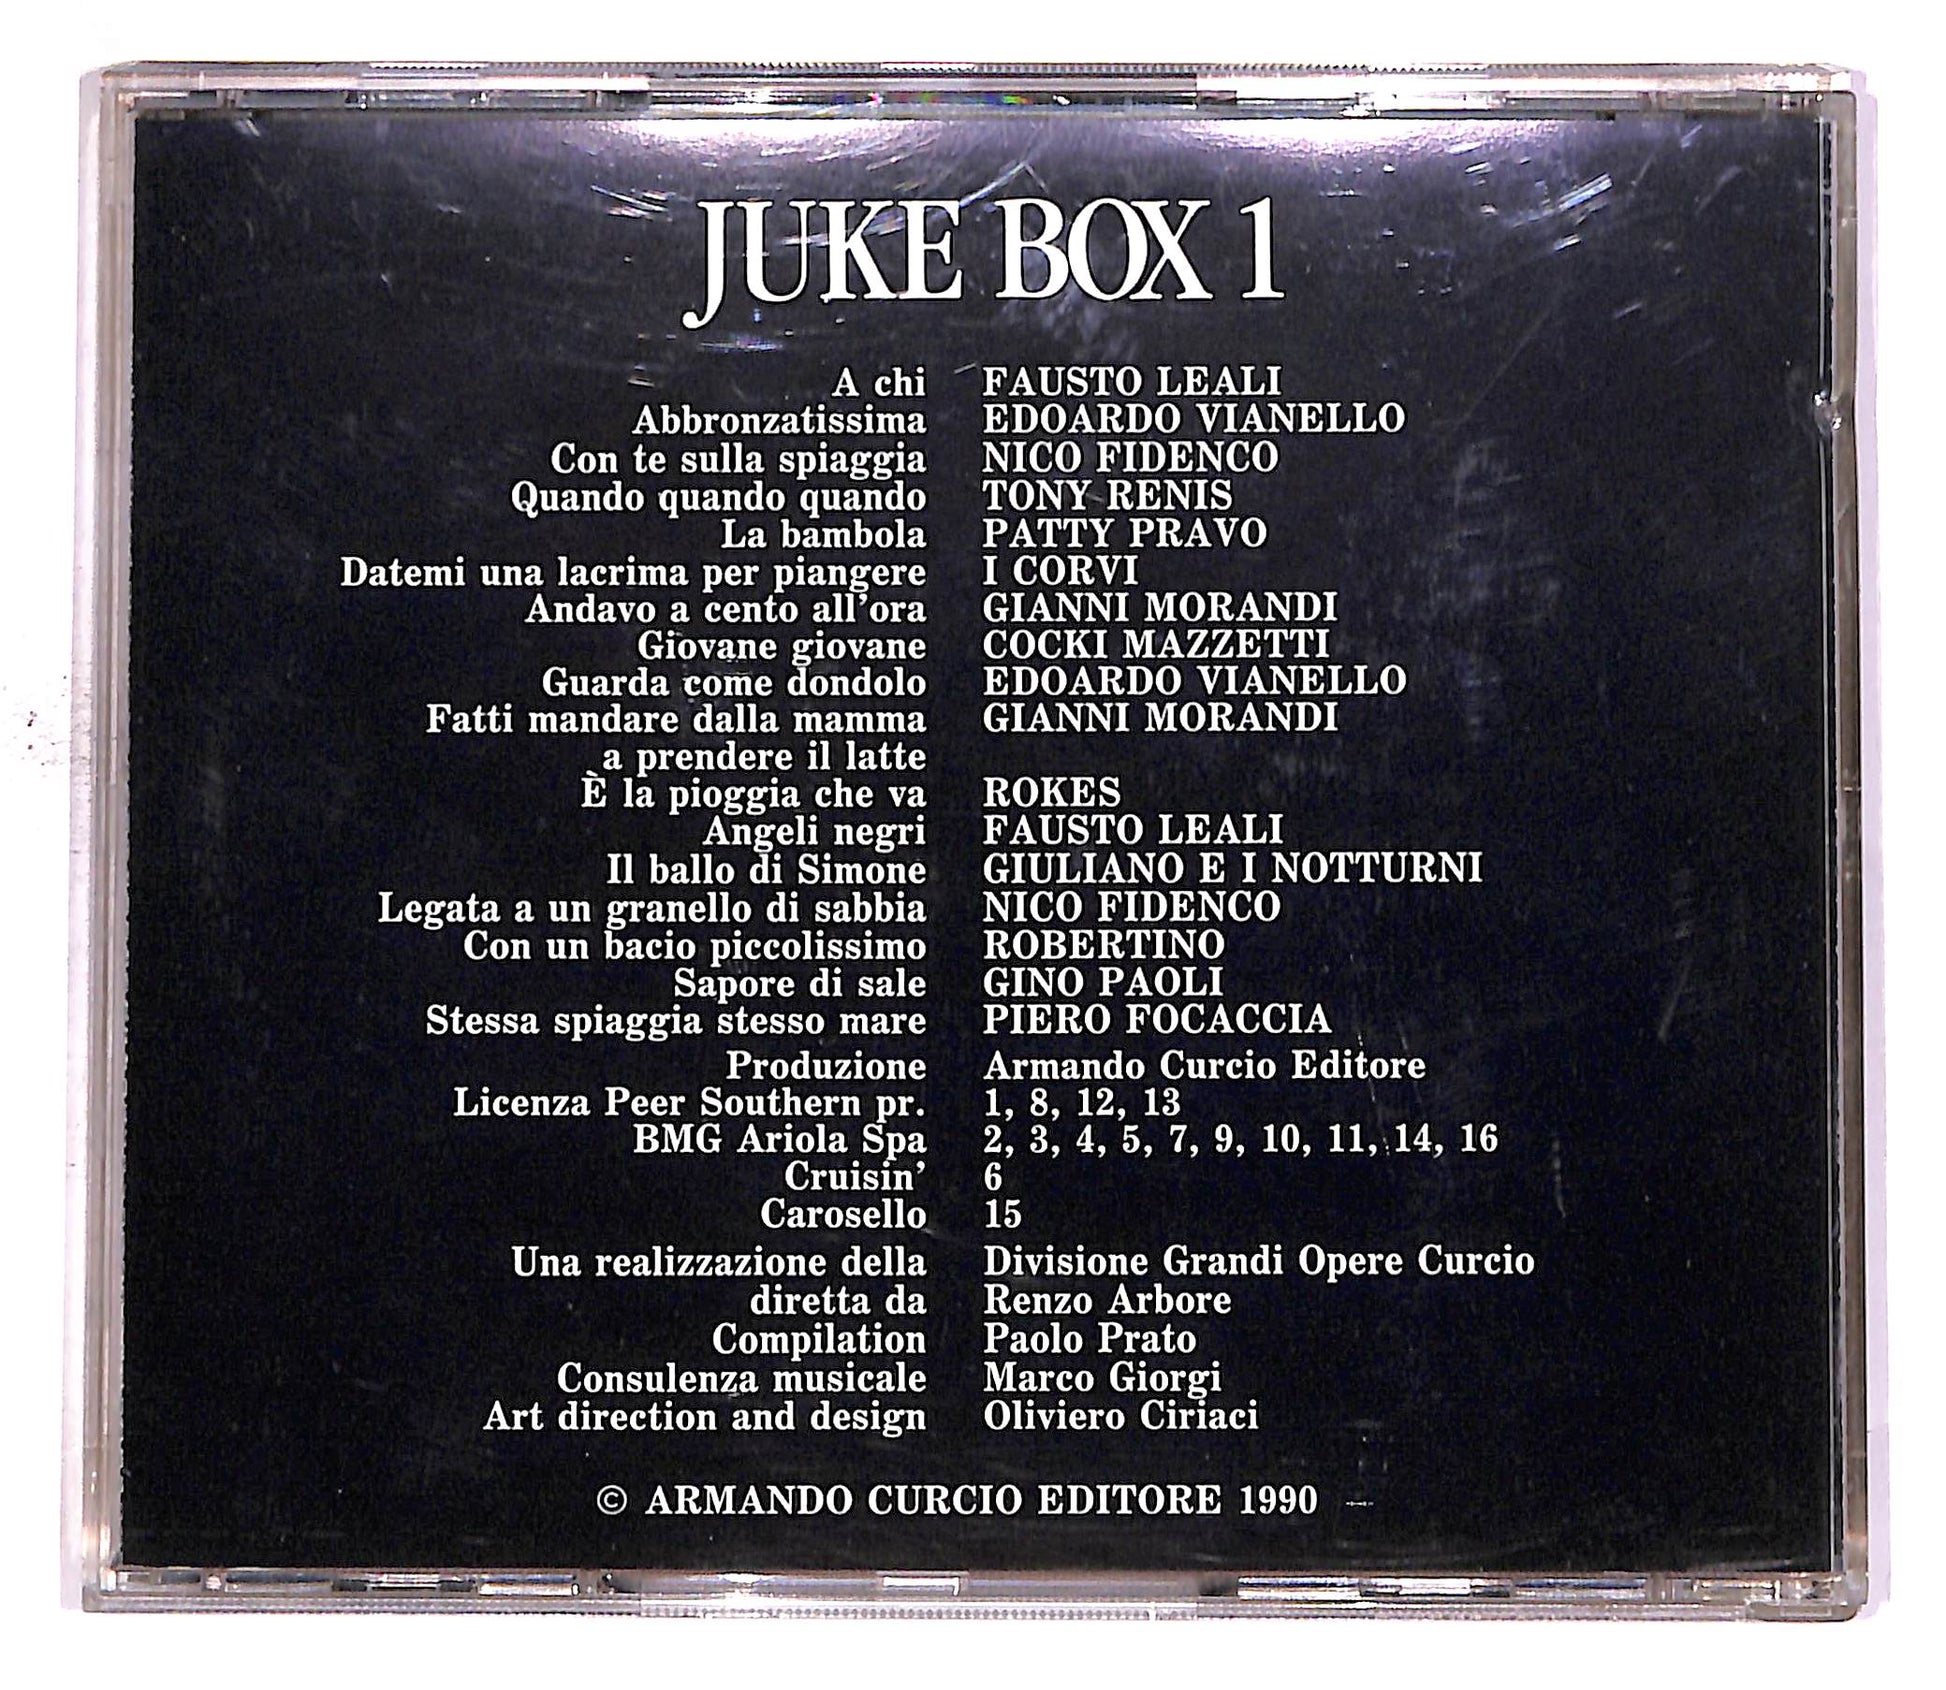 JUKE BOX 1
A chi FAUSTO LEALI
Abbronzatissima EDOARDO VIANELLO
Con te sulla spiaggia NICO FIDENCO
Quando quando quando TONY RENIS
La bambola PATTY PRAVO
Datemi una lacrima per piangere I CORVI
Andavo a cento all'ora GIANNI MORANDI
Giovane giovane COCKI MAZZETTI
Guarda come dondolo EDOARDO VIANELLO
Fatti mandare dalla mamma GIANNI MORANDI
a prendere il latte
È la pioggia che va ROKES
Angeli negri FAUSTO LEALI
Il ballo di Simone GIULIANO E I NOTTURNI
Legata a un granello di sabbia NICO FIDENCO
Con un bacio piccolissimo ROBERTINO
Sapore di sale GINO PAOLI
Stessa spiaggia stesso mare PIERO FOCACCIA
Produzione Armando Curcio Editore
Licenza Peer Southern pr. 1, 8, 12, 13
BMG Ariola Spa 2, 3, 4, 5, 7, 9, 10, 11, 14, 16
Cruisin' 6
Carosello 15
Una realizzazione della Divisione Grandi Opere Curcio
diretta da Renzo Arbore
Compilation Paolo Prato
Consulenza musicale Marco Giorgi
Art direction and design Oliviero Ciriaci
© ARMANDO CURCIO EDITORE 1990